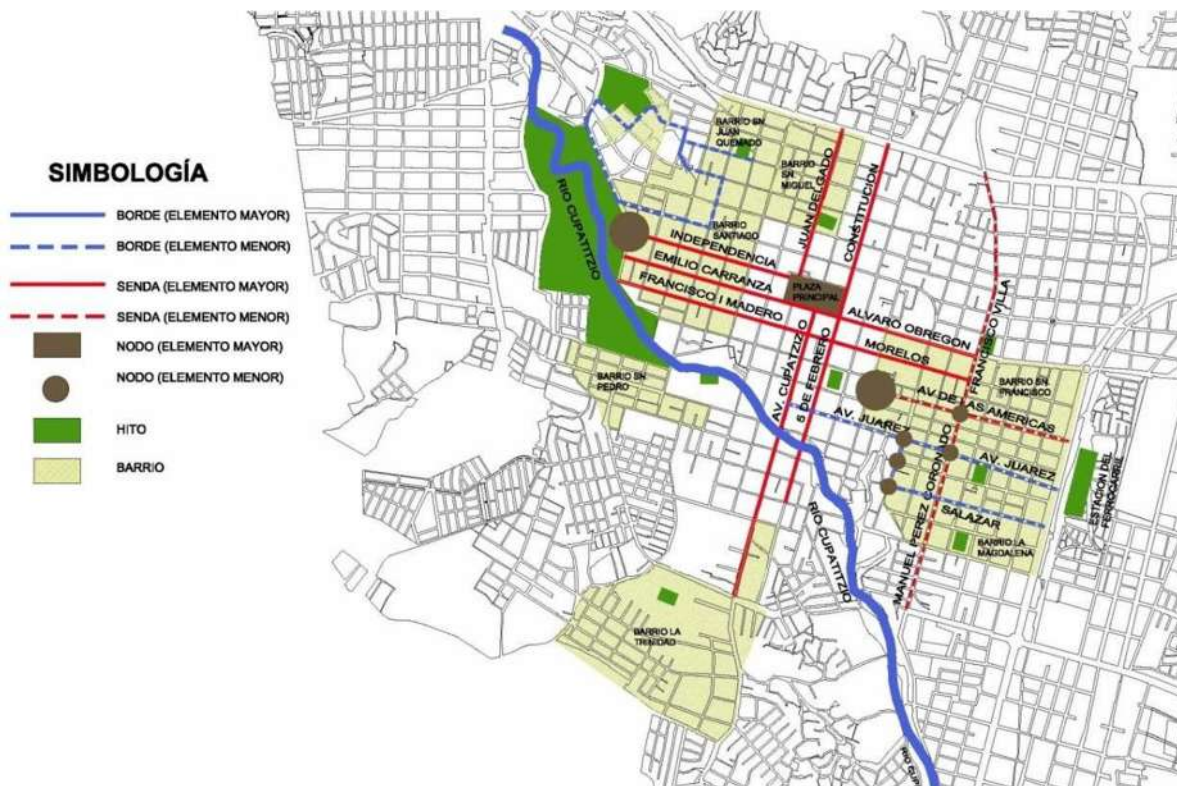 SIMBOLOGÍA
BORDE (ELEMENTO MAYOR)
BORDE (ELEMENTO MENOR)
SENDA (ELEMENTO MAYOR)
SENDA (ELEMENTO MENOR)
NODO (ELEMENTO MAYOR)
NODO (ELEMENTO MENOR)
HITO
BARRIO
BARRIO SN
JUAN
QUEMADO
BARRIO
SN
MIGUEL
JUAN DELGADO
CONSTITUCION
RIO CUPATITZIO
BARRIO
SANTIAGO
INDEPENDENCIA
EMILIO CARRANZA
FRANCISCO I MADERO
PLAZA
PRINCIPAL
ALVARO OBREGON
MORELOS
FRANCISCO VILLA
BARRIO SN
PEDRO
AV. CUPATZIZIO
5 DE FEBRERO
BARRIO SN
FRANCISCO
AV DE LAS AMERICAS
AV. JUAREZ
AV. JUAREZ
SALAZAR
MANUEL PEREZ CORONDO
ESTACION DEL
FERROCARRIL
BARRIO LA
MAGDALENA
RIO CUPATITZIO
BARRIO LA
TRINIDAD
RIO CUP